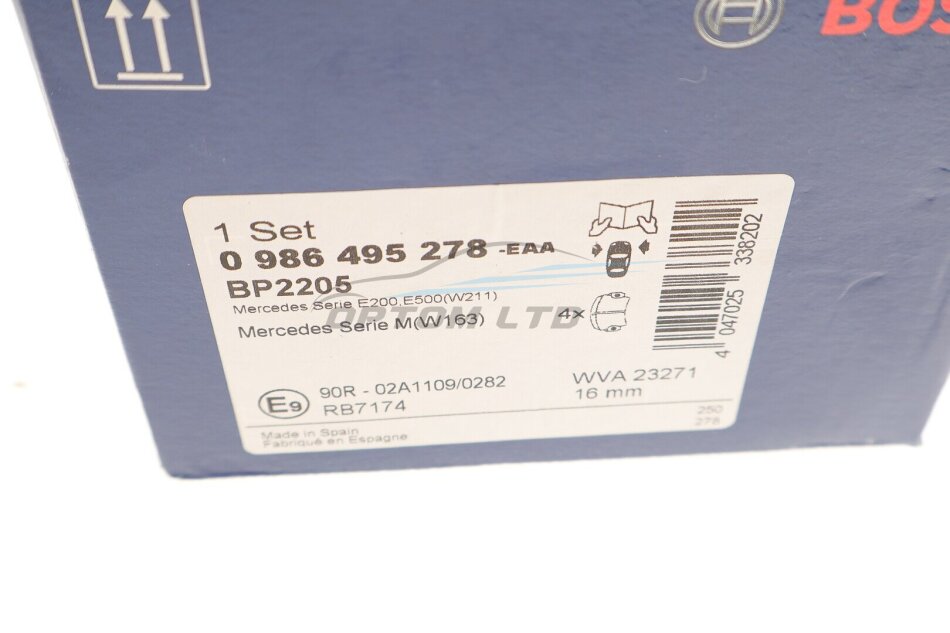 BOS
1 Set
0 986 495 278 -EAA
BP2205
Mercedes Serie E200,E500(W211)
Mercedes Serie M(W163)
OPTOM LTD
4x
4 047025 338202
E9
90R - 02A1109/0282
RB7174
WVA 23271
16 mm
250
278
Made in Spain
Fabriqué en Espagne